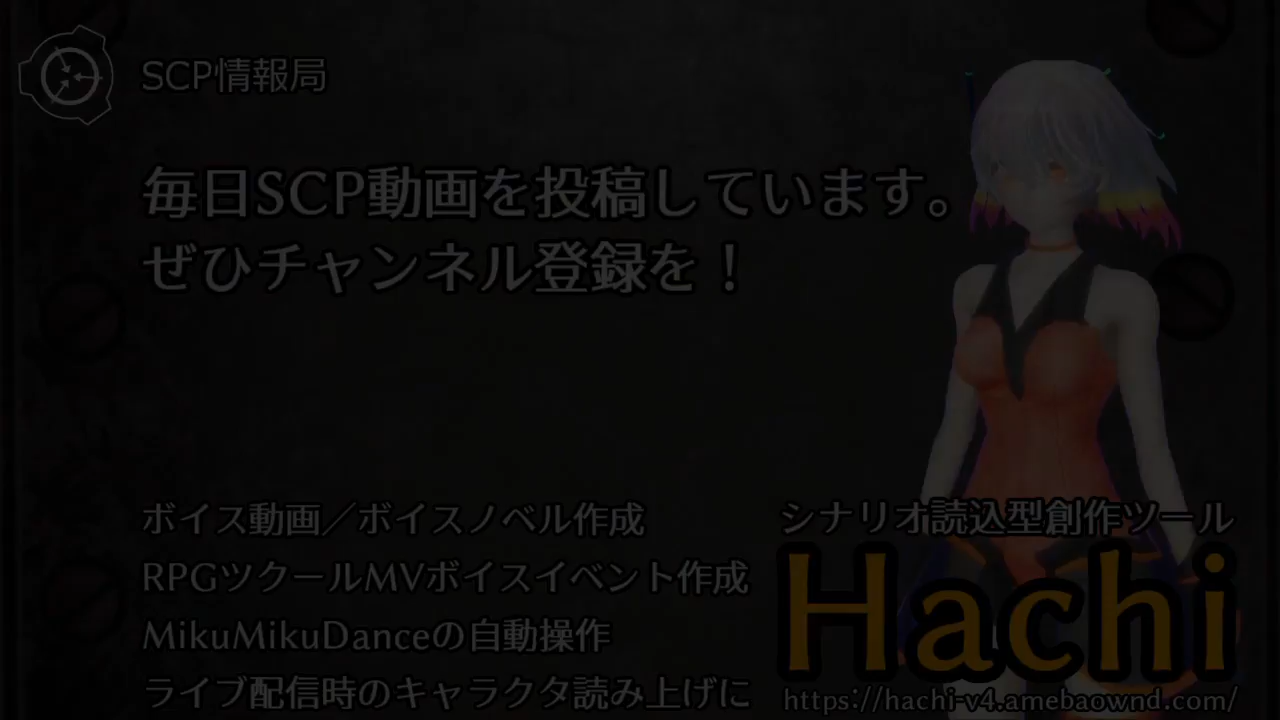 SCP情報局
毎日SCP動画を投稿しています。
ぜひチャンネル登録を！
ボイス動画／ボイスノベル作成
RPGツクールMVボイスイベント作成
MikuMikuDanceの自動操作
ライブ配信時のキャラクタ読み上げに
シナリオ読込型創作ツール
Hachi
https://hachi-v4.amebaownd.com/